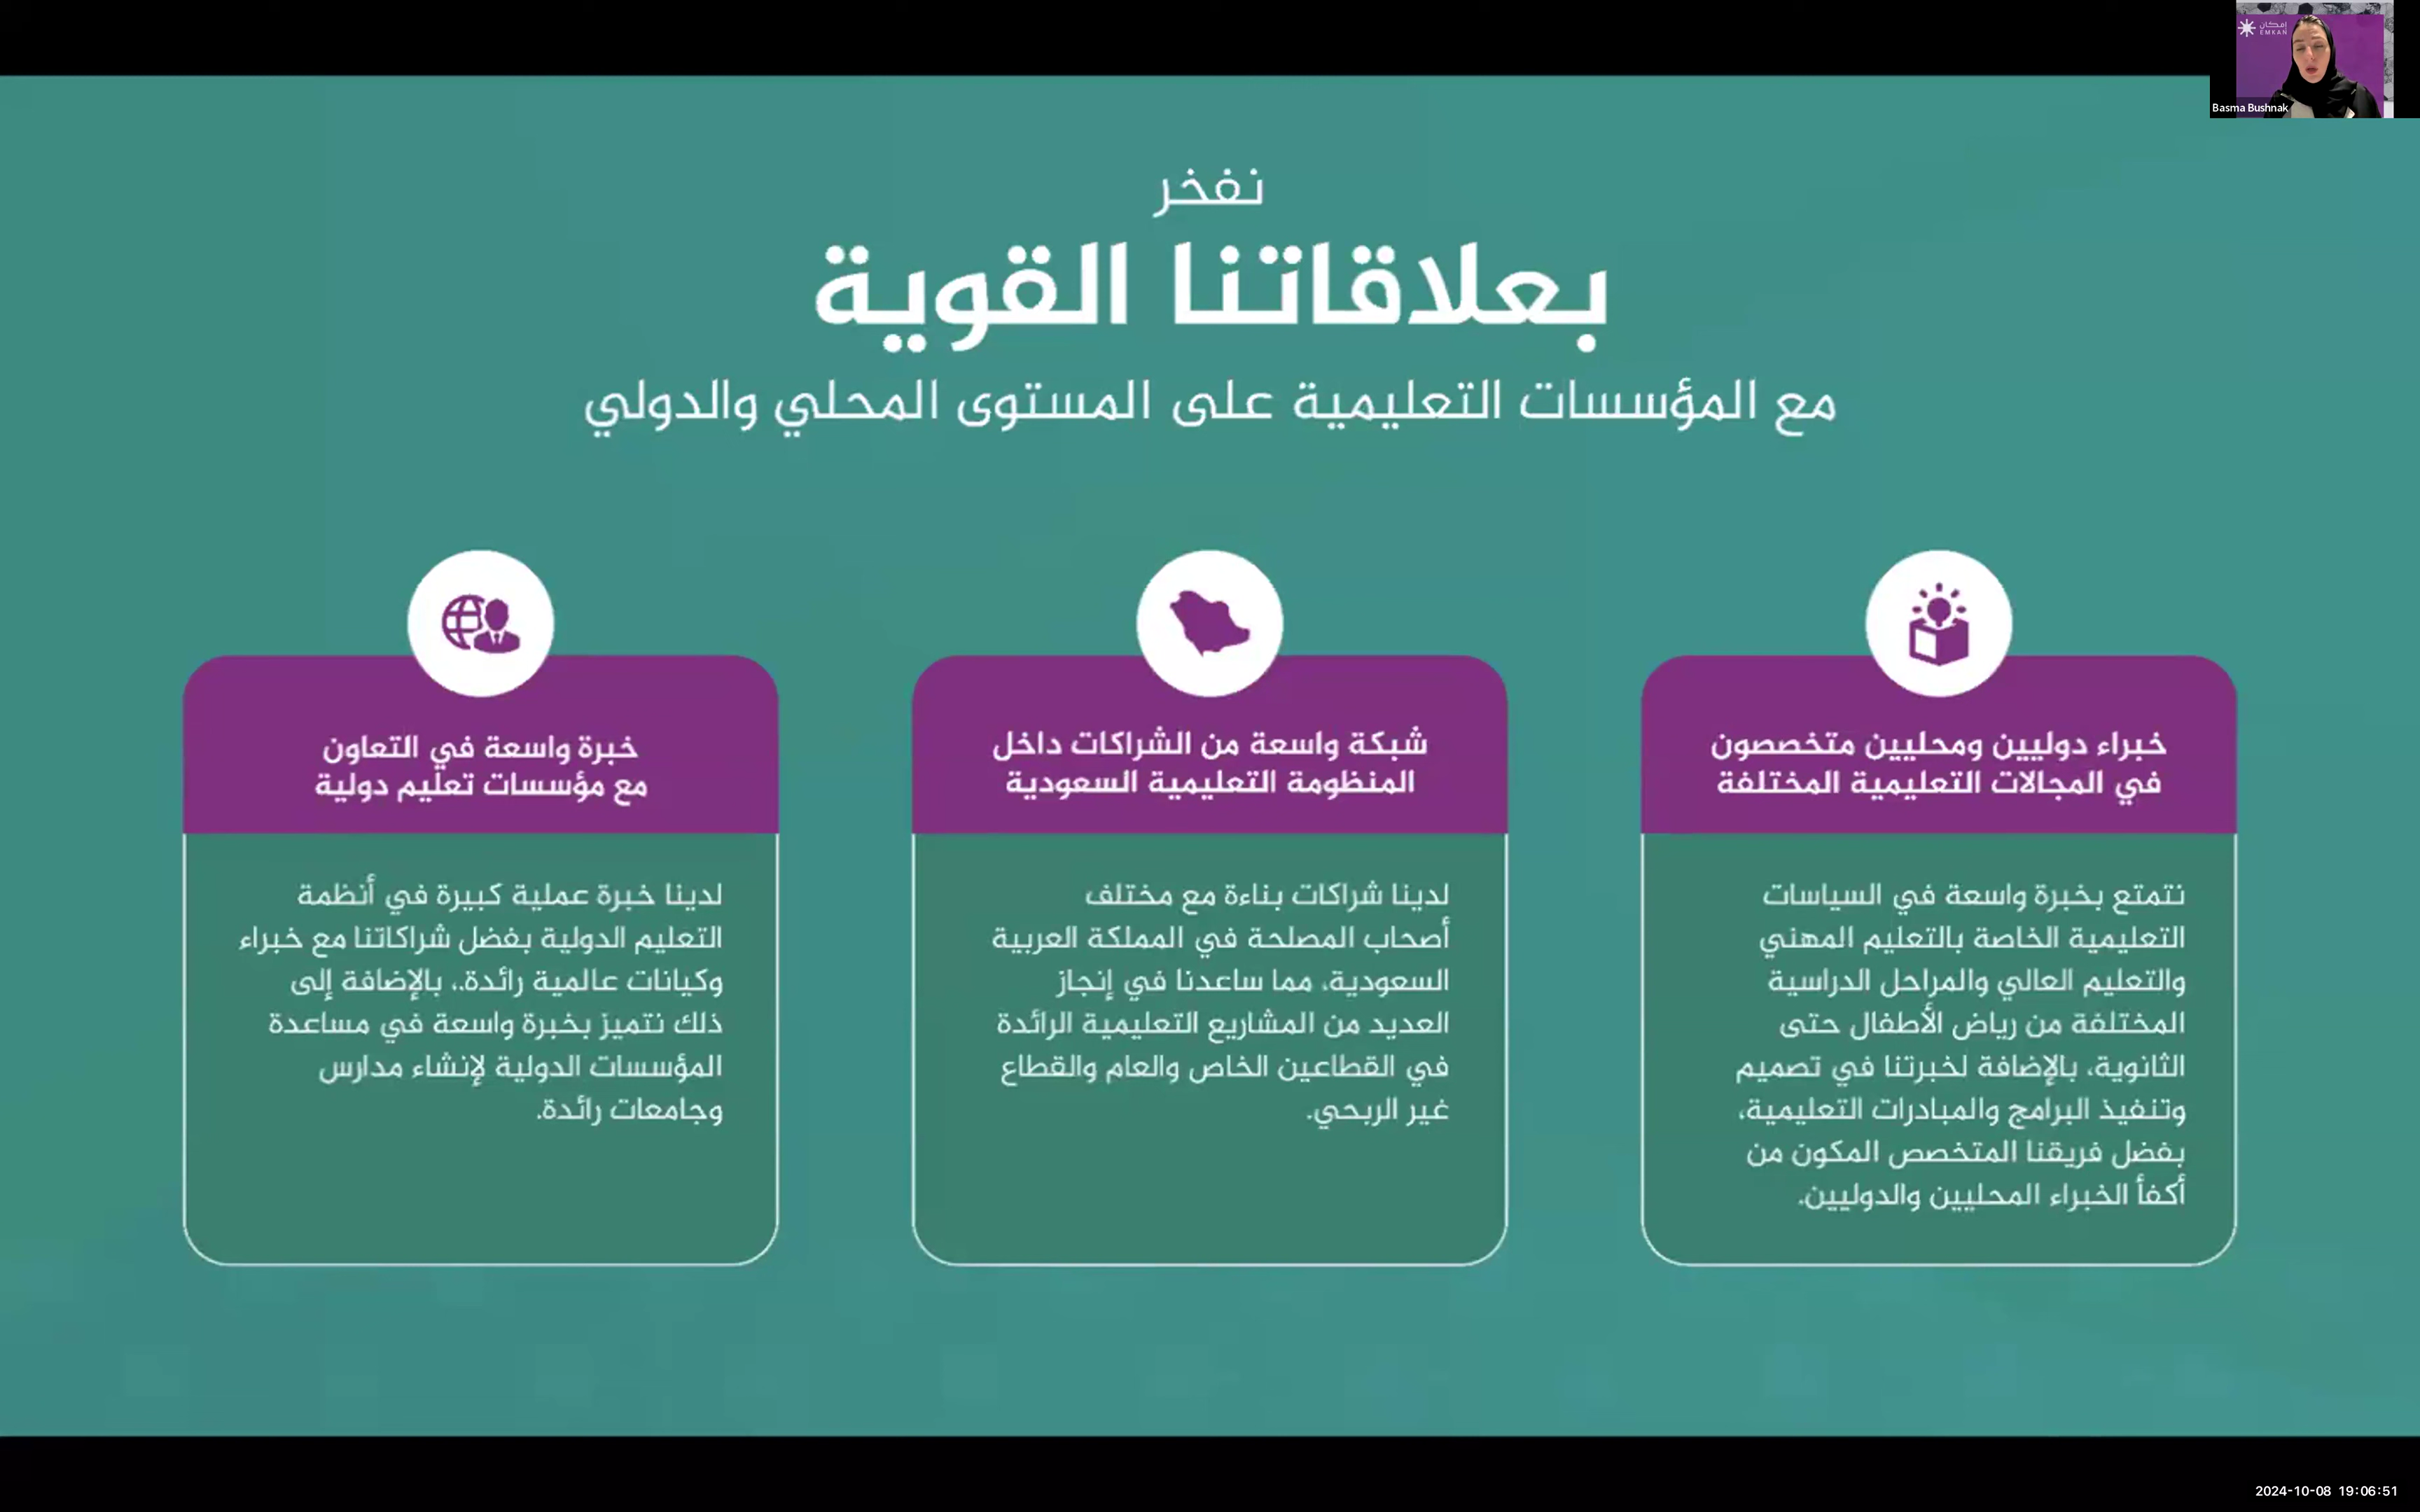 إمكان
EMKAN
Basma Bushnak
نفخر
بعلاقاتنا القوية
مع المؤسسات التعليمية على المستوى المحلي والدولي
خبراء دوليين ومحليين متخصصون
في المجالات التعليمية المختلفة
نتمتع بخبرة واسعة في السياسات
التعليمية الخاصة بالتعليم المهني
والتعليم العالي والمراحل الدراسية
المختلفة من رياض الأطفال حتى
الثانوية، بالإضافة لخبرتنا في تصميم
وتنفيذ البرامج والمبادرات التعليمية،
بفضل فريقنا المتخصص المكون من
أكفأ الخبراء المحليين والدوليين.
شبكة واسعة من الشراكات داخل
المنظومة التعليمية السعودية
لدينا شراكات بناءة مع مختلف
أصحاب المصلحة في المملكة العربية
السعودية، مما ساعدنا في إنجاز
العديد من المشاريع التعليمية الرائدة
في القطاعين الخاص والعام والقطاع
غير الربحي.
خبرة واسعة في التعاون
مع مؤسسات تعليم دولية
لدينا خبرة عملية كبيرة في أنظمة
التعليم الدولية بفضل شراكاتنا مع خبراء
وكيانات عالمية رائدة.، بالإضافة إلى
ذلك نتميز بخبرة واسعة في مساعدة
المؤسسات الدولية لإنشاء مدارس
وجامعات رائدة.
2024-10-08 19:06:51